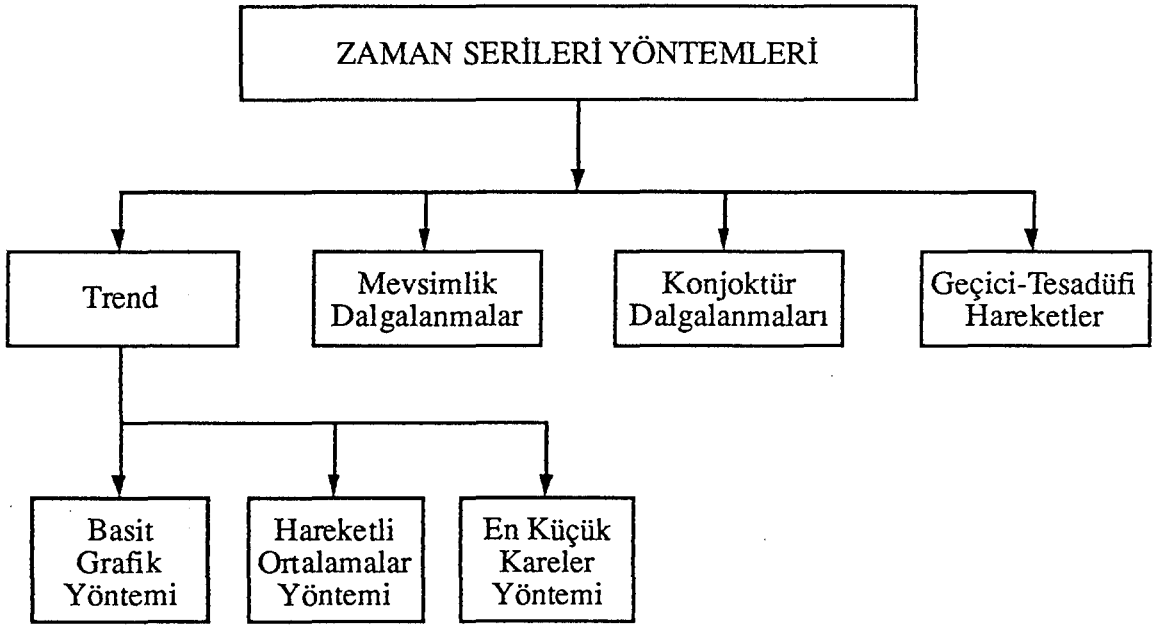 ZAMAN SERİLERİ YÖNTEMLERİ
Trend
Mevsimlik
Dalgalanmalar
Konjoktür
Dalgalanmaları
Geçici-Tesadüfi
Hareketler
Basit
Grafik
Yöntemi
Hareketli
Ortalamalar
Yöntemi
En Küçük
Kareler
Yöntemi